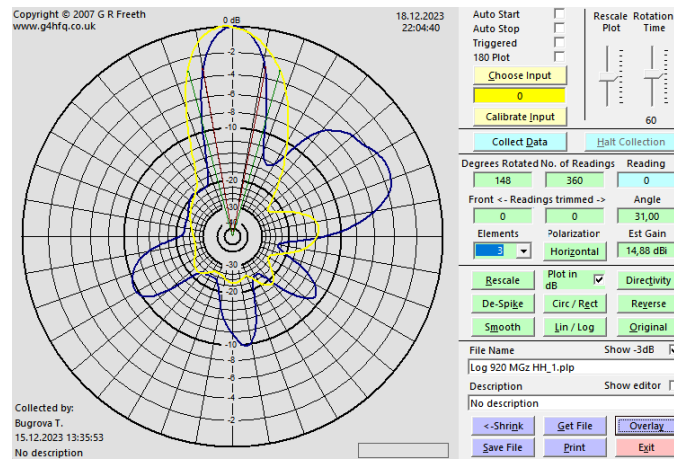 Copyright © 2007 G R Freeth
www.g4hfq.co.uk
18.12.2023
22:04:40
0 dB
-2
-4
-6
-8
-10
-20
-30
-40
-30
-20
-10
-8
-6
-4
-2
Collected by:
Bugrova T.
15.12.2023 13:35:53
No description
Auto Start
Auto Stop
Triggered
180 Plot
Rescale Rotation
Plot Time
Choose Input
0
Calibrate Input
60
Collect Data
Halt Collection
Degrees Rotated No. of Readings Reading
148 360 0
Front <- Readings trimmed -> Angle
0 0 31,00
Elements Polarization Est Gain
3 Horizontal 14,88 dBi
Rescale
Plot in
dB
Directivity
De-Spike Circ / Rect Reverse
Smooth Lin / Log Original
File Name Show -3dB
Log 920 MGz HH_1.plp
Description Show editor
No description
<-Shrink Get File Overlay
Save File Print Exit